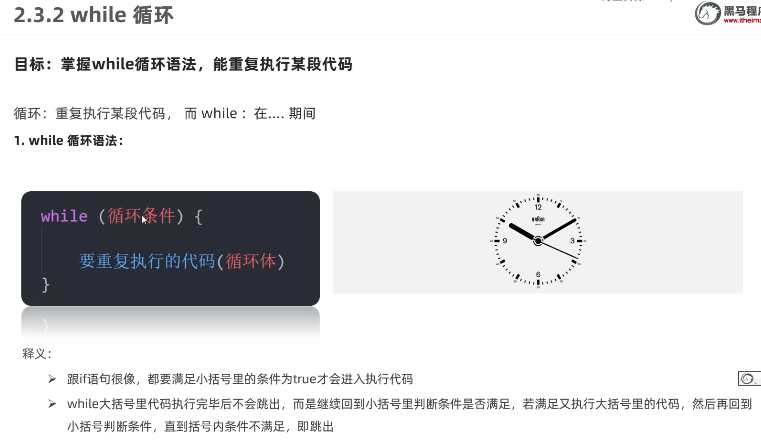 2.3.2 while 循环
黑马程
www.itheima
目标：掌握while循环语法，能重复执行某段代码
循环：重复执行某段代码， 而 while ：在.... 期间
1. while 循环语法：
while (循环条件) {
要重复执行的代码(循环体)
}
12
BRAUN
9
3
6
释义：
跟if语句很像，都要满足小括号里的条件为true才会进入执行代码
while大括号里代码执行完毕后不会跳出，而是继续回到小括号里判断条件是否满足，若满足又执行大括号里的代码，然后再回到
小括号判断条件，直到括号内条件不满足，即跳出